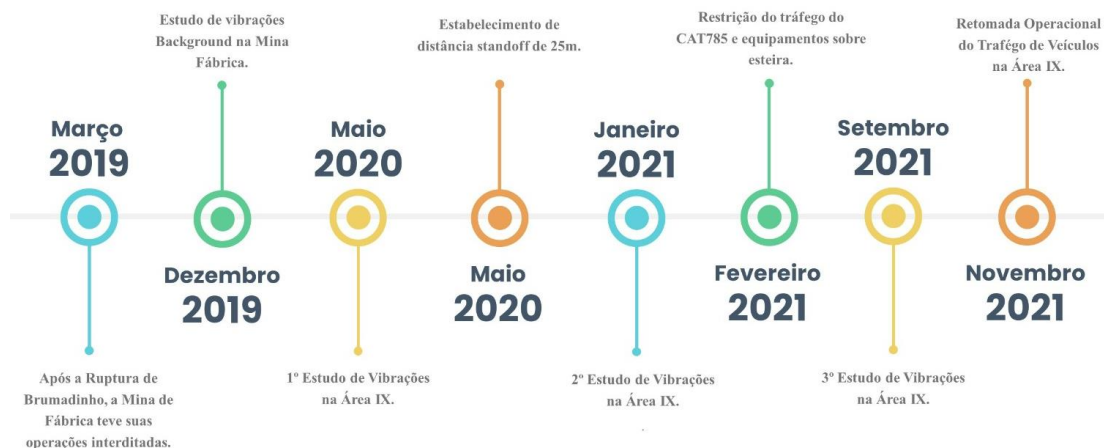 Março
2019
Após a Ruptura de
Brumadinho, a Mina de
Fábrica teve suas
operações interditadas.
Estudo de vibrações
Background na Mina
Fábrica.
Dezembro
2019
Maio
2020
1º Estudo de Vibrações
na Área IX.
Estabelecimento de
distância standoff de 25m.
Maio
2020
Janeiro
2021
2º Estudo de Vibrações
na Área IX.
Restrição do tráfego do
CAT785 e equipamentos sobre
esteira.
Fevereiro
2021
Setembro
2021
3º Estudo de Vibrações
na Área IX.
Retomada Operacional
do Trafégo de Veículos
na Área IX.
Novembro
2021